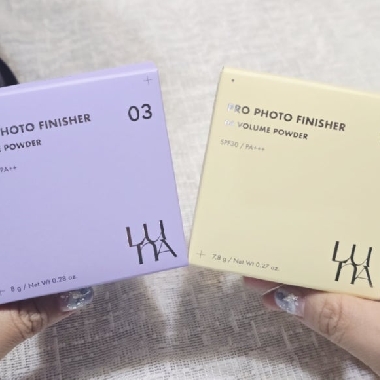 PHOTO FINISHER
03
POWDER
PA++
8 g / Net Wt 0.28 oz.
LUNA
PRO PHOTO FINISHER
VOLUME POWDER
SPF30 / PA+++
7.8 g / Net Wt 0.27 oz.
LUNA